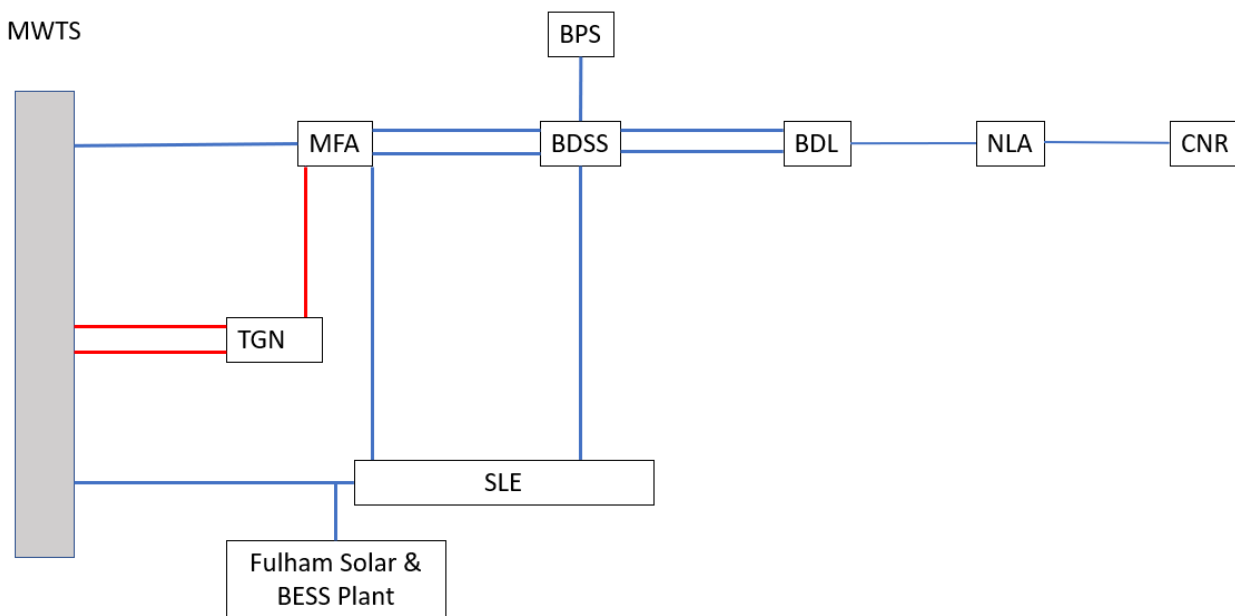 MWTS
BPS
MFA
BDSS
BDL
NLA
CNR
TGN
SLE
Fulham Solar &
BESS Plant